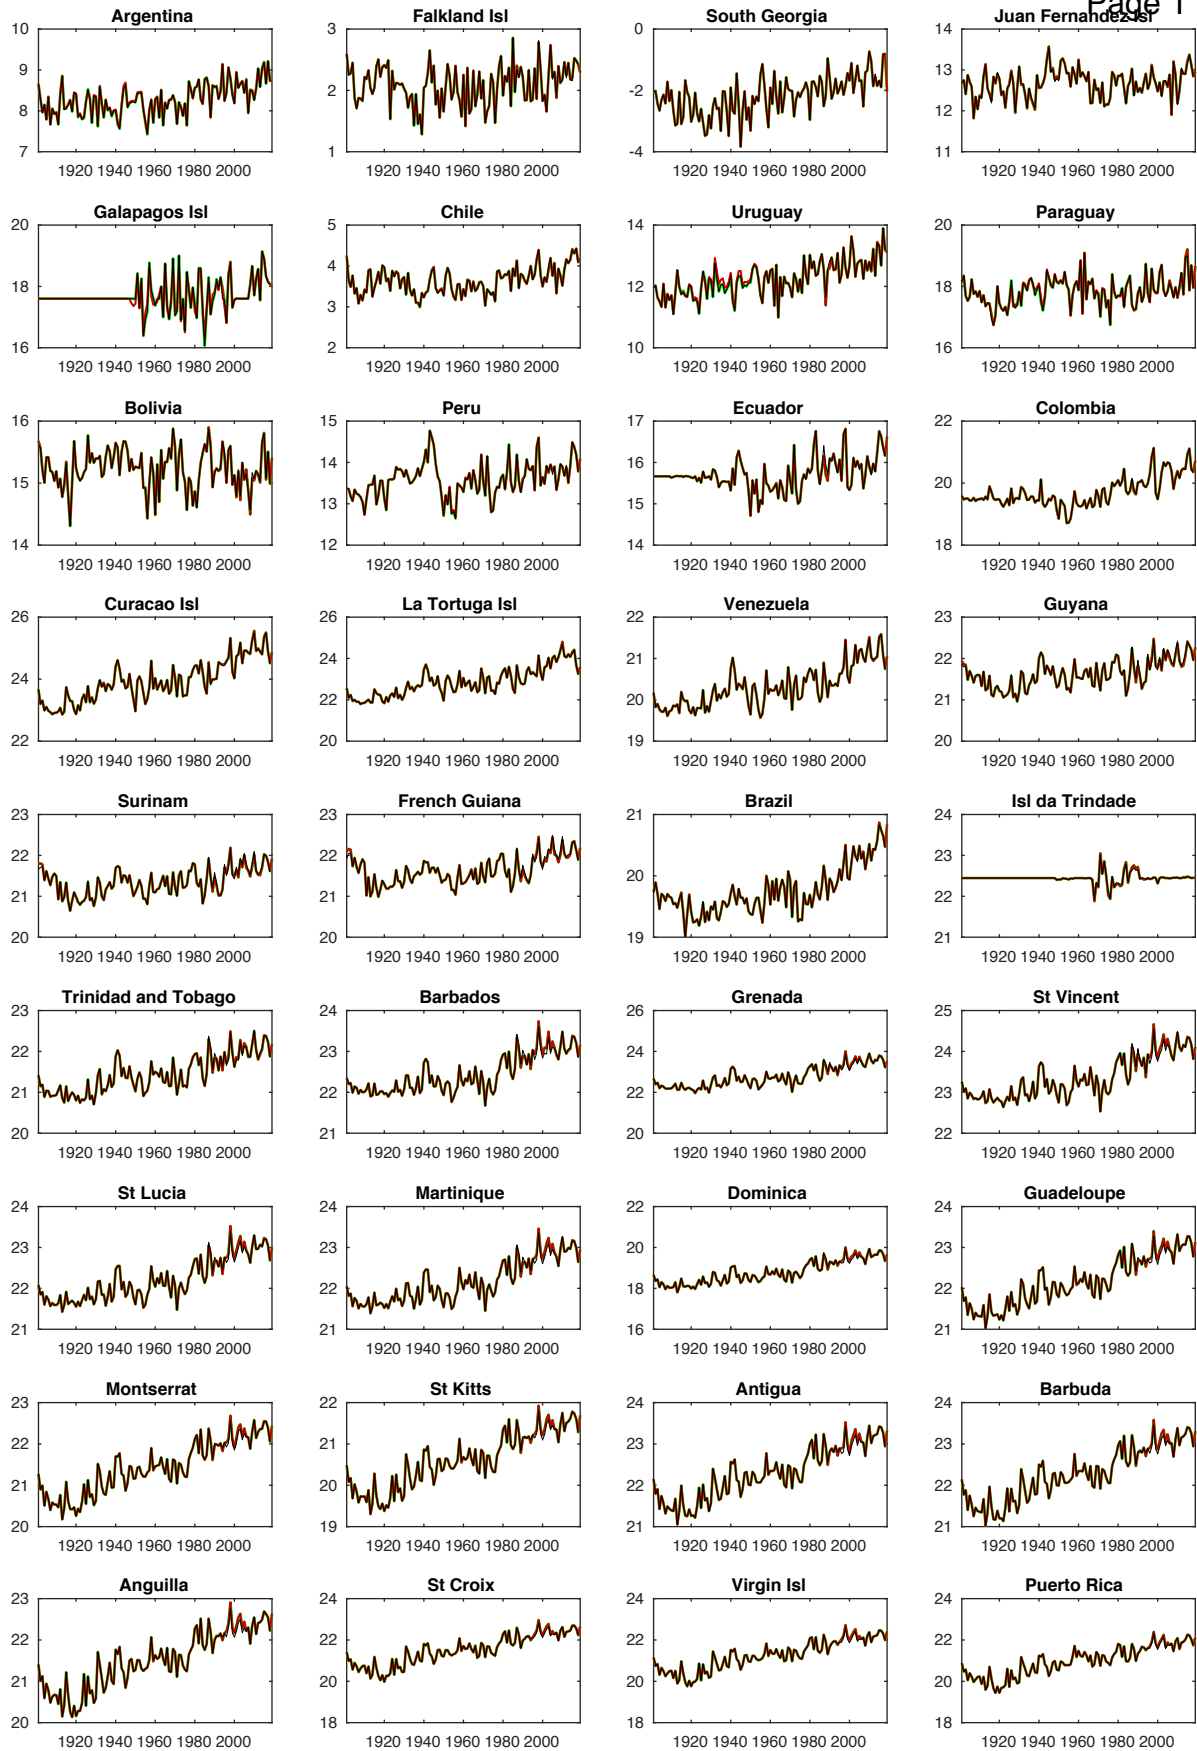 Page 1
Argentina Falkland Isl South Georgia Juan Fernandez Isl
10 3 0 14
9 13
8 2 -2 12
7 1 -4 11
1920 1940 1960 1980 2000 1920 1940 1960 1980 2000 1920 1940 1960 1980 2000 1920 1940 1960 1980 2000
Galapagos Isl Chile Uruguay Paraguay
20 5 14 20
4
18 12 18
3
16 2 10 16
1920 1940 1960 1980 2000 1920 1940 1960 1980 2000 1920 1940 1960 1980 2000 1920 1940 1960 1980 2000
Bolivia Peru Ecuador Colombia
16 15 17 22
14 16
15 20
13 15
14 12 14 18
1920 1940 1960 1980 2000 1920 1940 1960 1980 2000 1920 1940 1960 1980 2000 1920 1940 1960 1980 2000
Curacao Isl La Tortuga Isl Venezuela Guyana
26 26 22 23
24 21 22
24
22 20 21
22 20 19 20
1920 1940 1960 1980 2000 1920 1940 1960 1980 2000 1920 1940 1960 1980 2000 1920 1940 1960 1980 2000
Surinam French Guiana Brazil Isl da Trindade
23 23 21 24
22 22 23
20
21 21 22
20 20 19 21
1920 1940 1960 1980 2000 1920 1940 1960 1980 2000 1920 1940 1960 1980 2000 1920 1940 1960 1980 2000
Trinidad and Tobago Barbados Grenada St Vincent
23 24 26 25
22 23 24 24
21 22 22 23
20 21 20 22
1920 1940 1960 1980 2000 1920 1940 1960 1980 2000 1920 1940 1960 1980 2000 1920 1940 1960 1980 2000
St Lucia Martinique Dominica Guadeloupe
24 24 22 24
23 23 20 23
22 22 18 22
21 21 16 21
1920 1940 1960 1980 2000 1920 1940 1960 1980 2000 1920 1940 1960 1980 2000 1920 1940 1960 1980 2000
Montserrat St Kitts Antigua Barbuda
23 22 24 24
22 21 23 23
21 20 22 22
20 19 21 21
1920 1940 1960 1980 2000 1920 1940 1960 1980 2000 1920 1940 1960 1980 2000 1920 1940 1960 1980 2000
Anguilla St Croix Virgin Isl Puerto Rica
23 24 24 24
22 22 22 22
21 20 20 20
20 18 18 18
1920 1940 1960 1980 2000 1920 1940 1960 1980 2000 1920 1940 1960 1980 2000 1920 1940 1960 1980 2000